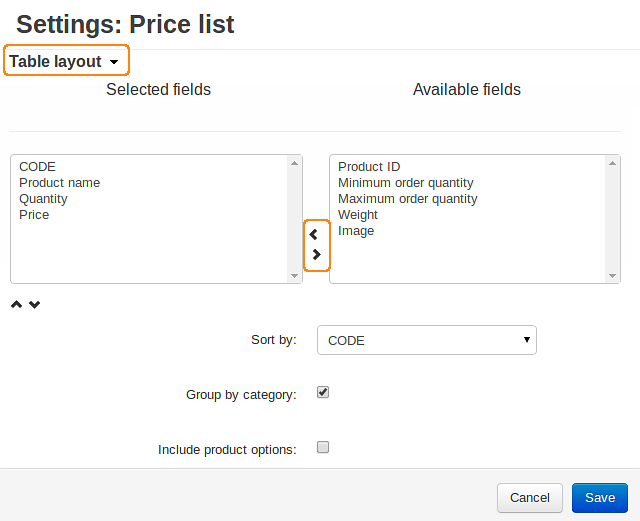 Settings: Price list
Table layout
Selected fields
Available fields
CODE
Product name
Quantity
Price
Product ID
Minimum order quantity
Maximum order quantity
Weight
Image
Sort by:
CODE
Group by category:
Include product options:
Cancel
Save